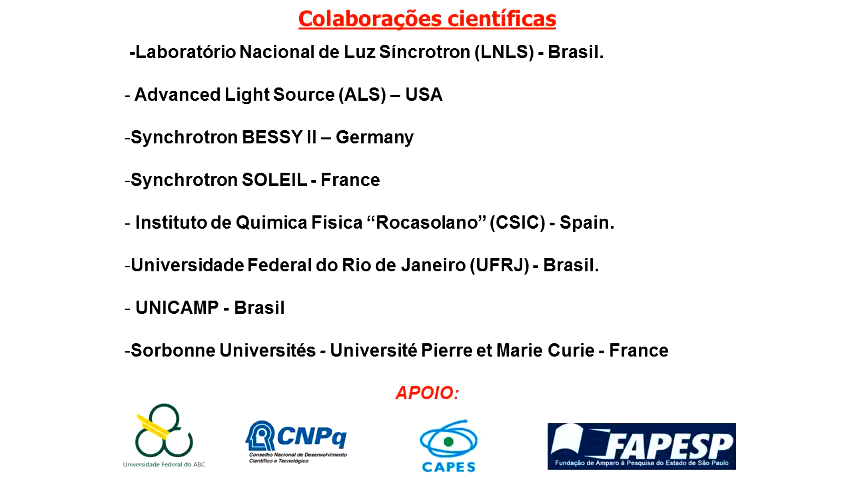 Colaborações científicas
-Laboratório Nacional de Luz Síncrotron (LNLS) - Brasil.
- Advanced Light Source (ALS) – USA
-Synchrotron BESSY II – Germany
-Synchrotron SOLEIL - France
- Instituto de Quimica Fisica “Rocasolano” (CSIC) - Spain.
-Universidade Federal do Rio de Janeiro (UFRJ) - Brasil.
- UNICAMP - Brasil
-Sorbonne Universités - Université Pierre et Marie Curie - France
APOIO:
Universidade Federal do ABC
CNPq
Conselho Nacional de Desenvolvimento
Científico e Tecnológico
CAPES
FAPESP
Fundação de Amparo à Pesquisa do Estado de São Paulo